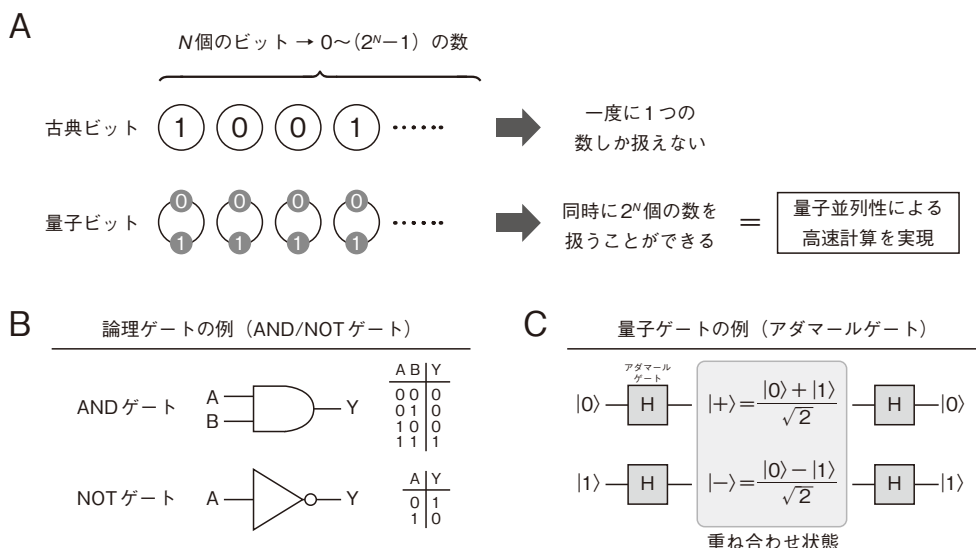 A
N個のビット → 0～(2ᴺ−1) の数
古典ビット 1 0 0 1 ……
一度に1つの
数しか扱えない
量子ビット 0 0 0 0 ……
1 1 1 1
同時に2ᴺ個の数を
扱うことができる
=
量子並列性による
高速計算を実現
B
論理ゲートの例（AND/NOTゲート）
ANDゲート
A
B
Y
A B Y
0 0 0
0 1 0
1 0 0
1 1 1
NOTゲート
A
Y
A Y
0 1
1 0
C
量子ゲートの例（アダマールゲート）
アダマール
ゲート
|0⟩ H |+⟩=(|0⟩+|1⟩)/√2 H |0⟩
|1⟩ H |−⟩=(|0⟩−|1⟩)/√2 H |1⟩
重ね合わせ状態